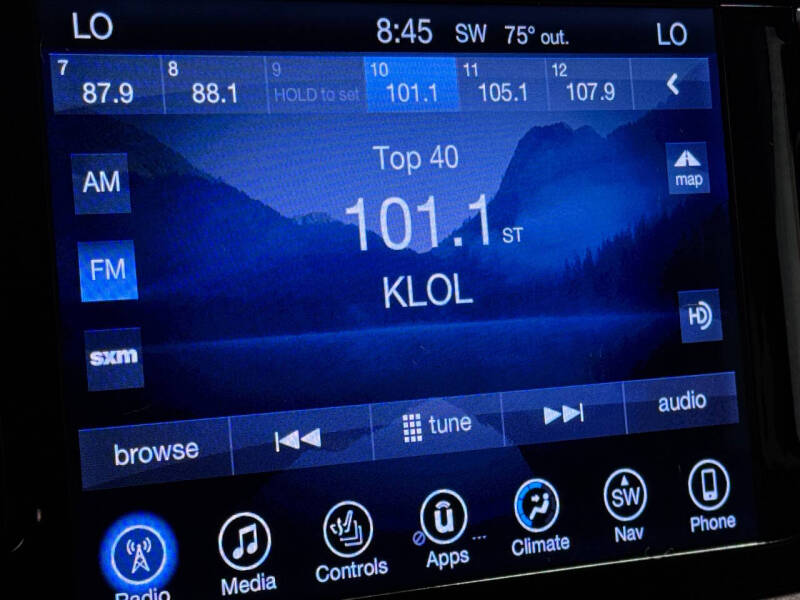 LO 8:45 SW 75° out. LO
7 8 9 10 11 12
87.9 88.1 HOLD to set 101.1 105.1 107.9
Top 40
AM map
101.1 ST
FM
KLOL
HD
sxm
browse tune audio
Radio Media Controls Apps Climate SW Nav Phone